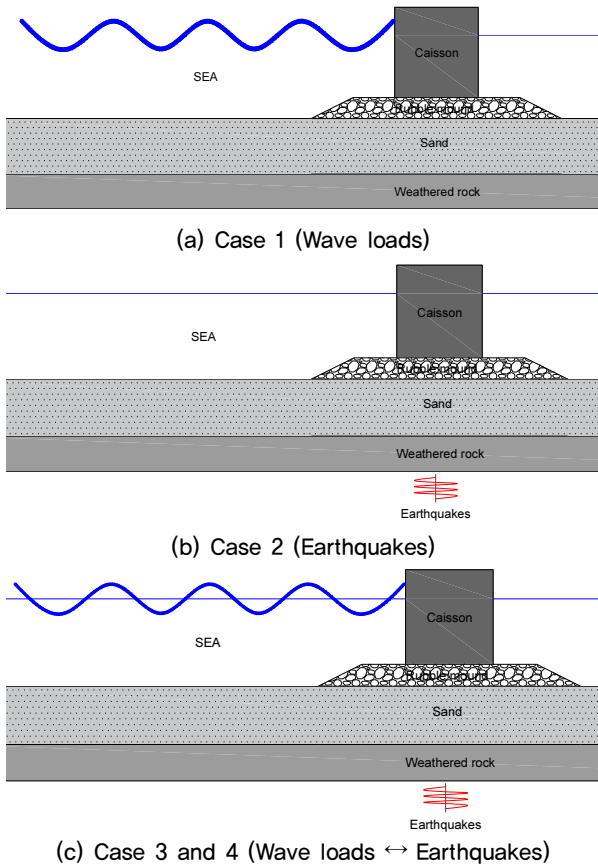 Caisson
SEA
Rubble mound
Sand
Weathered rock
(a) Case 1 (Wave loads)
Caisson
SEA
Rubble mound
Sand
Weathered rock
Earthquakes
(b) Case 2 (Earthquakes)
Caisson
SEA
Rubble mound
Sand
Weathered rock
Earthquakes
(c) Case 3 and 4 (Wave loads ↔ Earthquakes)